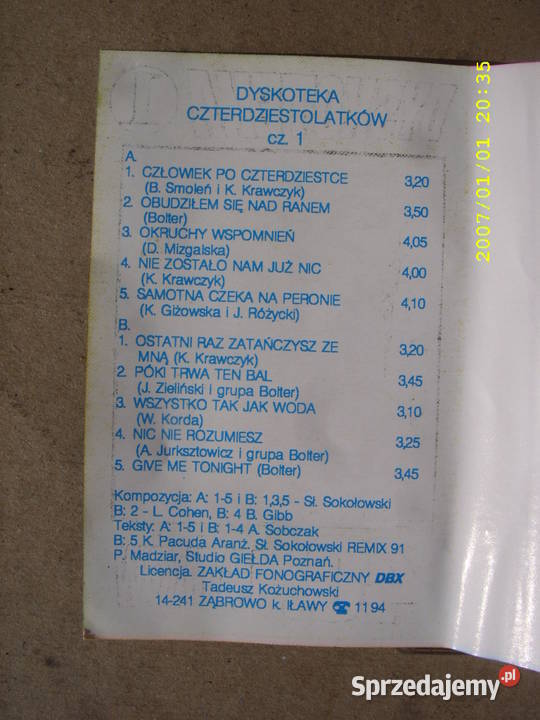 DYSKOTEKA
CZTERDZIESTOLATKÓW
cz. 1
A.
1. CZŁOWIEK PO CZTERDZIESTCE 3,20
(B. Smoleń i K. Krawczyk)
2. OBUDZIŁEM SIĘ NAD RANEM 3,50
(Bolter)
3. OKRUCHY WSPOMNIEŃ 4,05
(D. Mizgalska)
4. NIE ZOSTAŁO NAM JUŻ NIC 4,00
(K. Krawczyk)
5. SAMOTNA CZEKA NA PERONIE 4,10
(K. Giżowska i J. Różycki)
B.
1. OSTATNI RAZ ZATAŃCZYSZ ZE
MNĄ (K. Krawczyk) 3,20
2. PÓKI TRWA TEN BAL 3,45
(J. Zieliński i grupa Bolter)
3. WSZYSTKO TAK JAK WODA 3,10
(W. Korda)
4. NIC NIE ROZUMIESZ 3,25
(A. Jurksztowicz i grupa Bolter)
5. GIVE ME TONIGHT (Bolter) 3,45
Kompozycja: A: 1-5 i B: 1,3,5 - Sł. Sokołowski
B: 2 - L. Cohen, B: 4 B. Gibb
Teksty: A: 1-5 i B: 1-4 A. Sobczak
B: 5 K. Pacuda Aranż. Sł. Sokołowski REMIX 91
P. Madziar, Studio GIEŁDA Poznań.
Licencja. ZAKŁAD FONOGRAFICZNY DBX
Tadeusz Kożuchowski
14-241 ZĄBROWO k. IŁAWY ☎ 11 94
2007/01/01 20:35
Sprzedajemy.pl